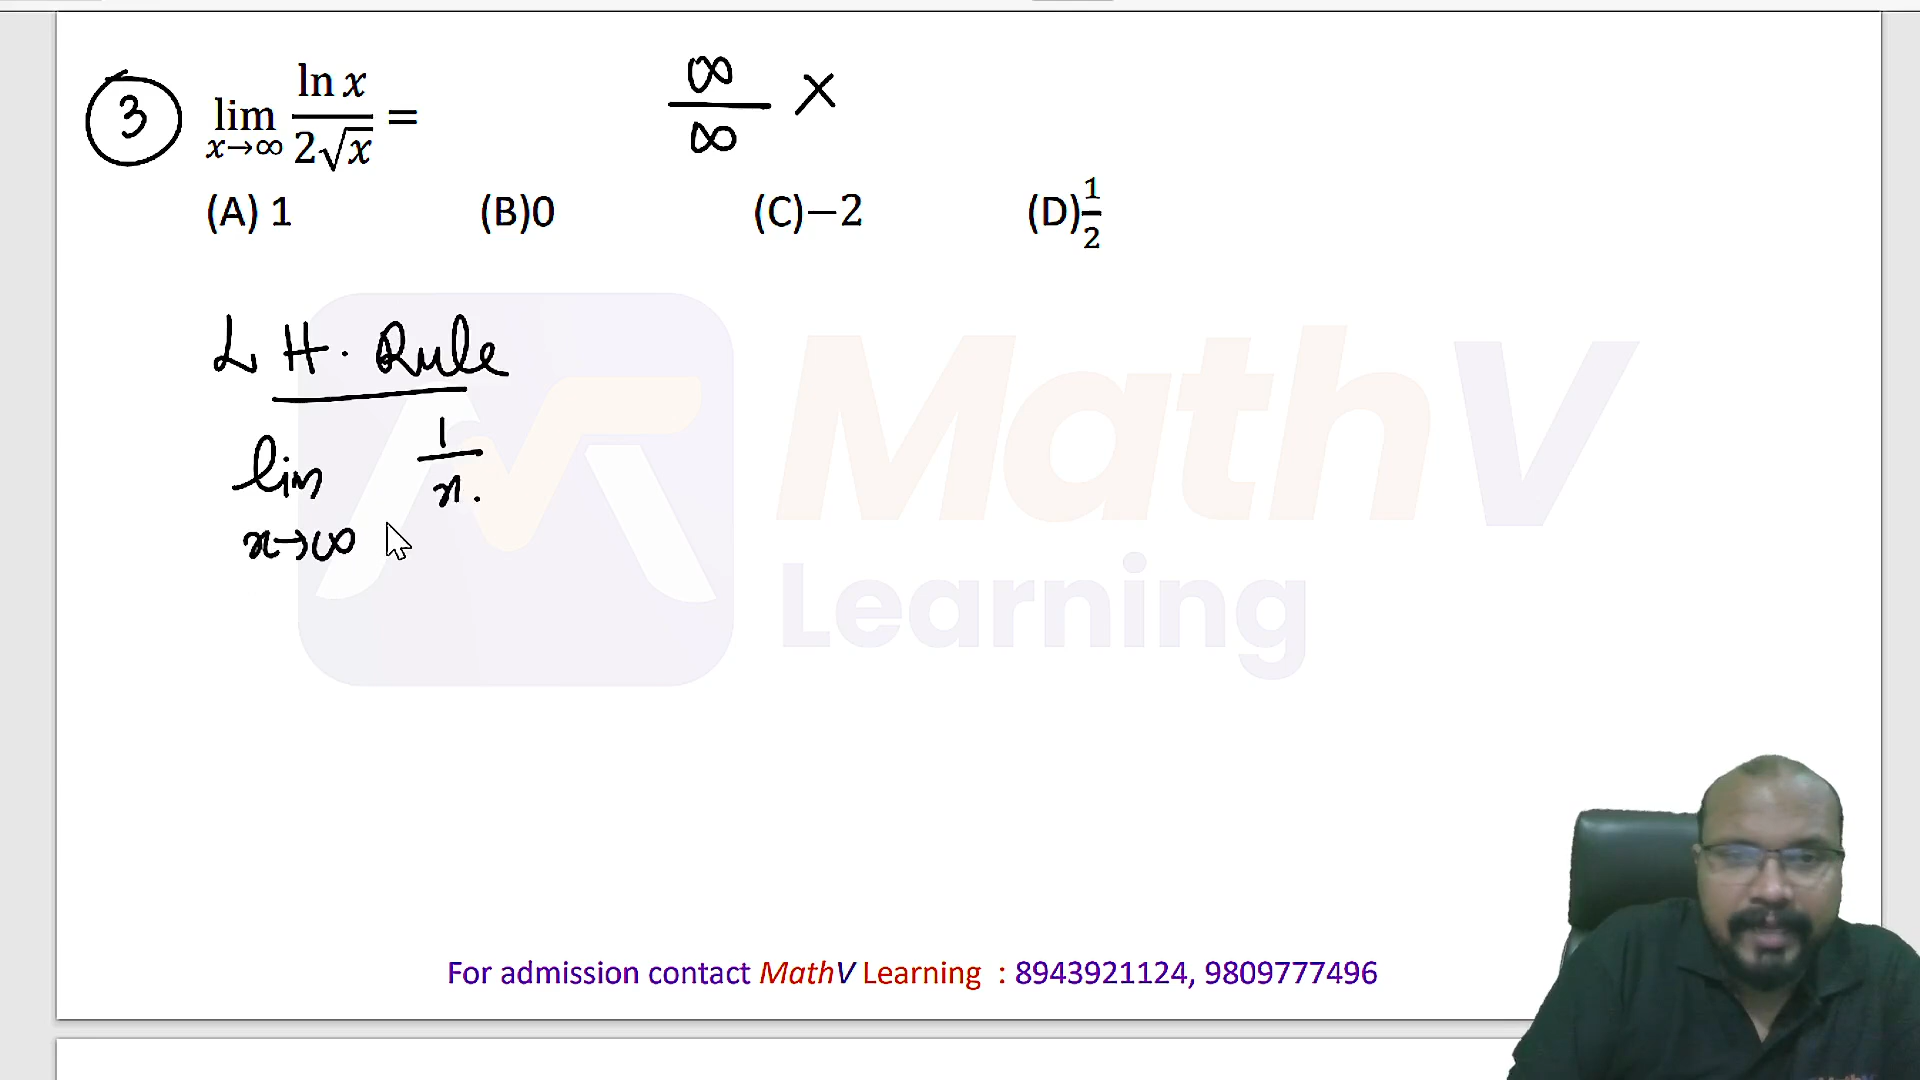 3 lim x→∞ ln x / 2√x =
∞/∞ ×
(A) 1 (B)0 (C)−2 (D)1/2
L H. Rule
lim x→∞ 1/x.
MathV
Learning
For admission contact MathV Learning : 8943921124, 9809777496